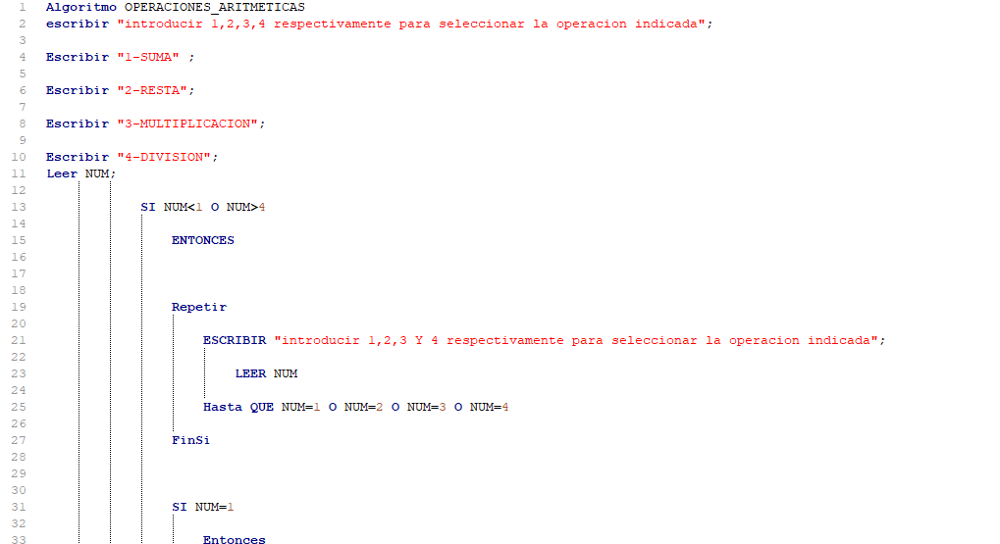 1 Algoritmo OPERACIONES_ARITMETICAS
2 escribir "introducir 1,2,3,4 respectivamente para seleccionar la operacion indicada";
3
4 Escribir "1-SUMA" ;
5
6 Escribir "2-RESTA";
7
8 Escribir "3-MULTIPLICACION";
9
10 Escribir "4-DIVISION";
11 Leer NUM;
12
13 SI NUM<1 O NUM>4
14
15 ENTONCES
16
17
18
19 Repetir
20
21 ESCRIBIR "introducir 1,2,3 Y 4 respectivamente para seleccionar la operacion indicada";
22
23 LEER NUM
24
25 Hasta QUE NUM=1 O NUM=2 O NUM=3 O NUM=4
26
27 FinSi
28
29
30
31 SI NUM=1
32
33 Entonces